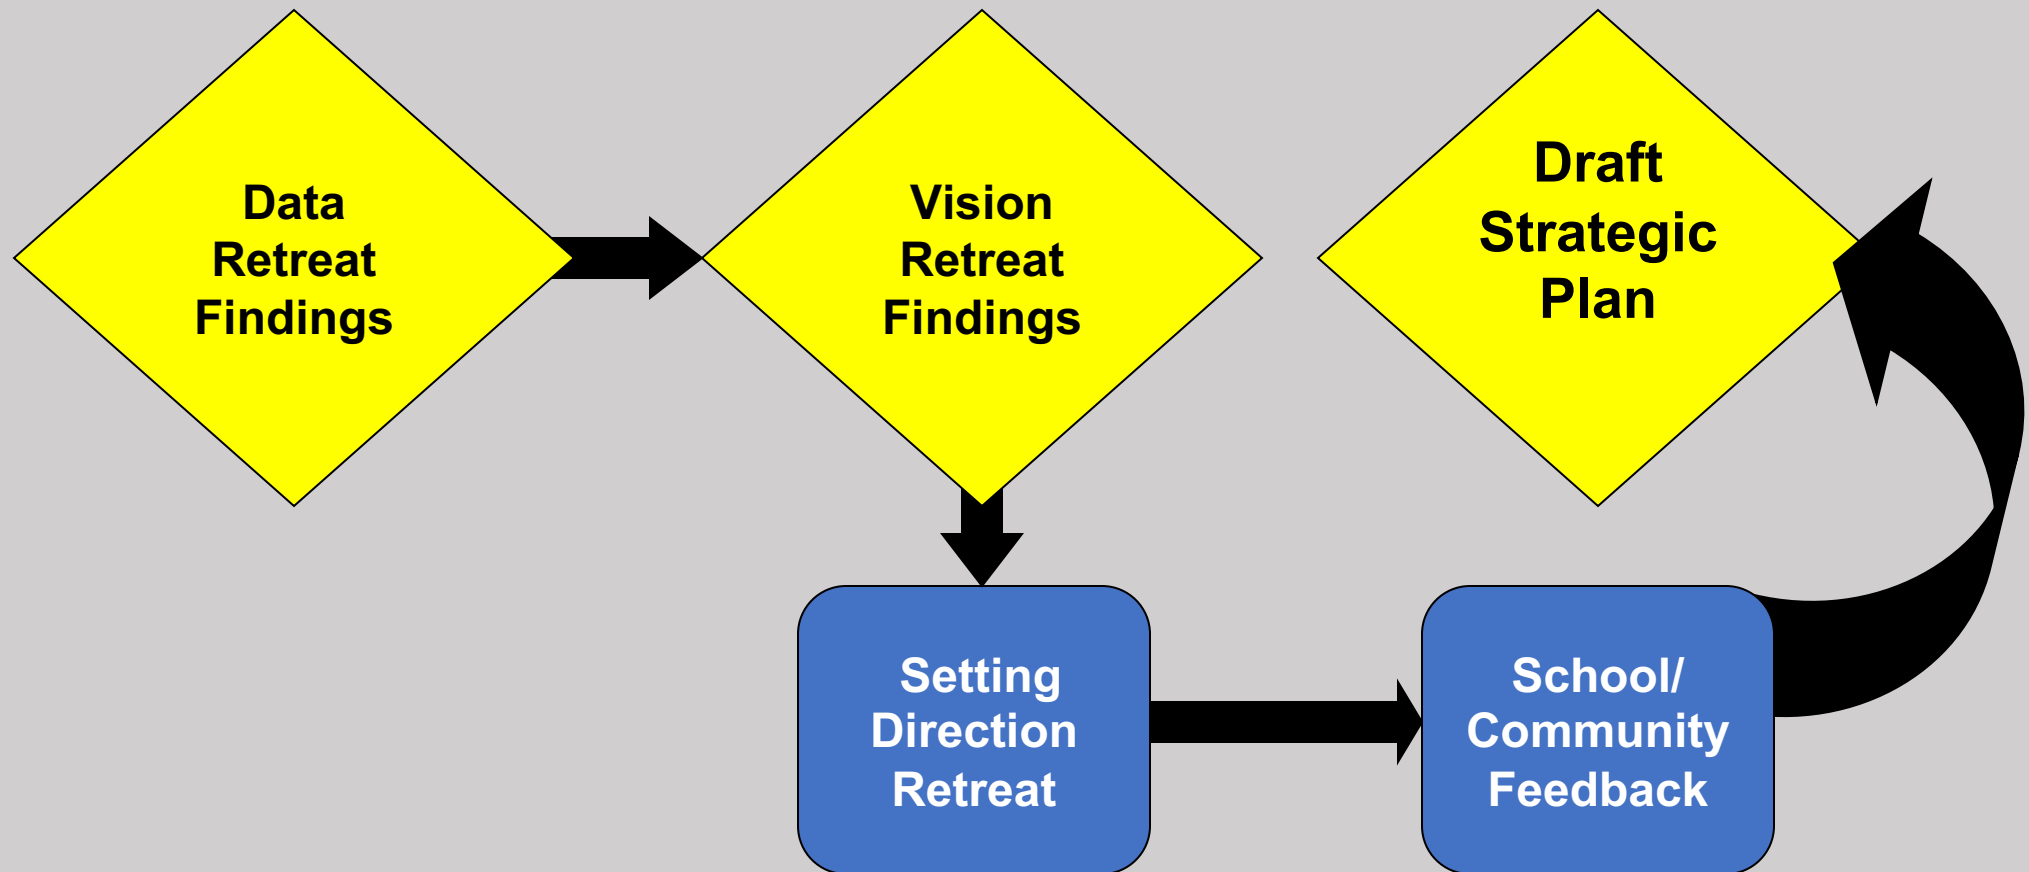 Data
Retreat
Findings
Vision
Retreat
Findings
Draft
Strategic
Plan
Setting
Direction
Retreat
School/
Community
Feedback